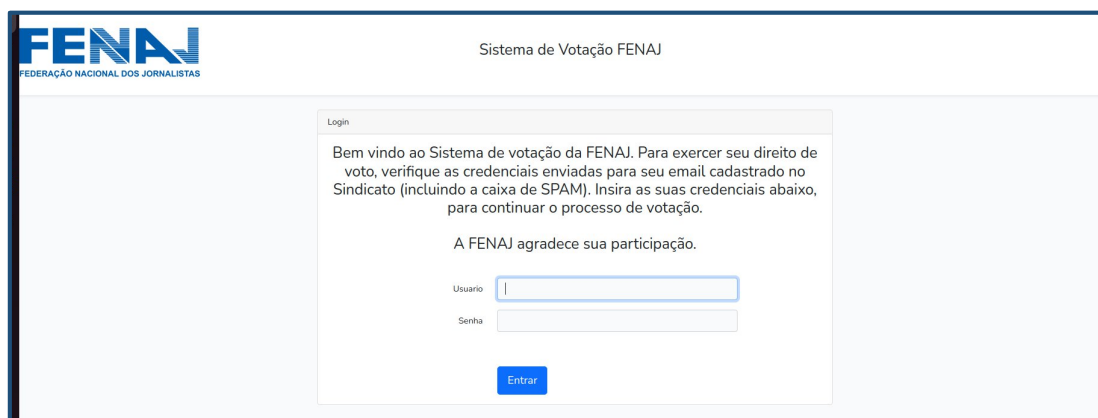 FENAJ
FEDERAÇÃO NACIONAL DOS JORNALISTAS
Sistema de Votação FENAJ
Login
Bem vindo ao Sistema de votação da FENAJ. Para exercer seu direito de
voto, verifique as credenciais enviadas para seu email cadastrado no
Sindicato (incluindo a caixa de SPAM). Insira as suas credenciais abaixo,
para continuar o processo de votação.
A FENAJ agradece sua participação.
Usuario
Senha
Entrar